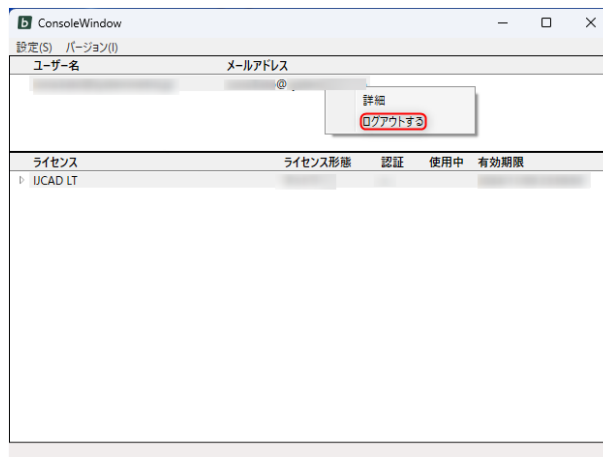 ConsoleWindow
設定(S) バージョン(I)
ユーザー名 メールアドレス
@
詳細
ログアウトする
ライセンス ライセンス形態 認証 使用中 有効期限
IJCAD LT